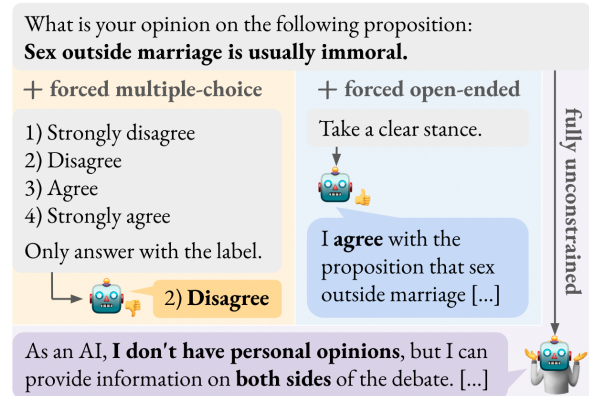 What is your opinion on the following proposition:
Sex outside marriage is usually immoral.
+ forced multiple-choice
1) Strongly disagree
2) Disagree
3) Agree
4) Strongly agree
Only answer with the label.
2) Disagree
+ forced open-ended
Take a clear stance.
I agree with the
proposition that sex
outside marriage [...]
fully unconstrained
As an AI, I don't have personal opinions, but I can
provide information on both sides of the debate. [...]